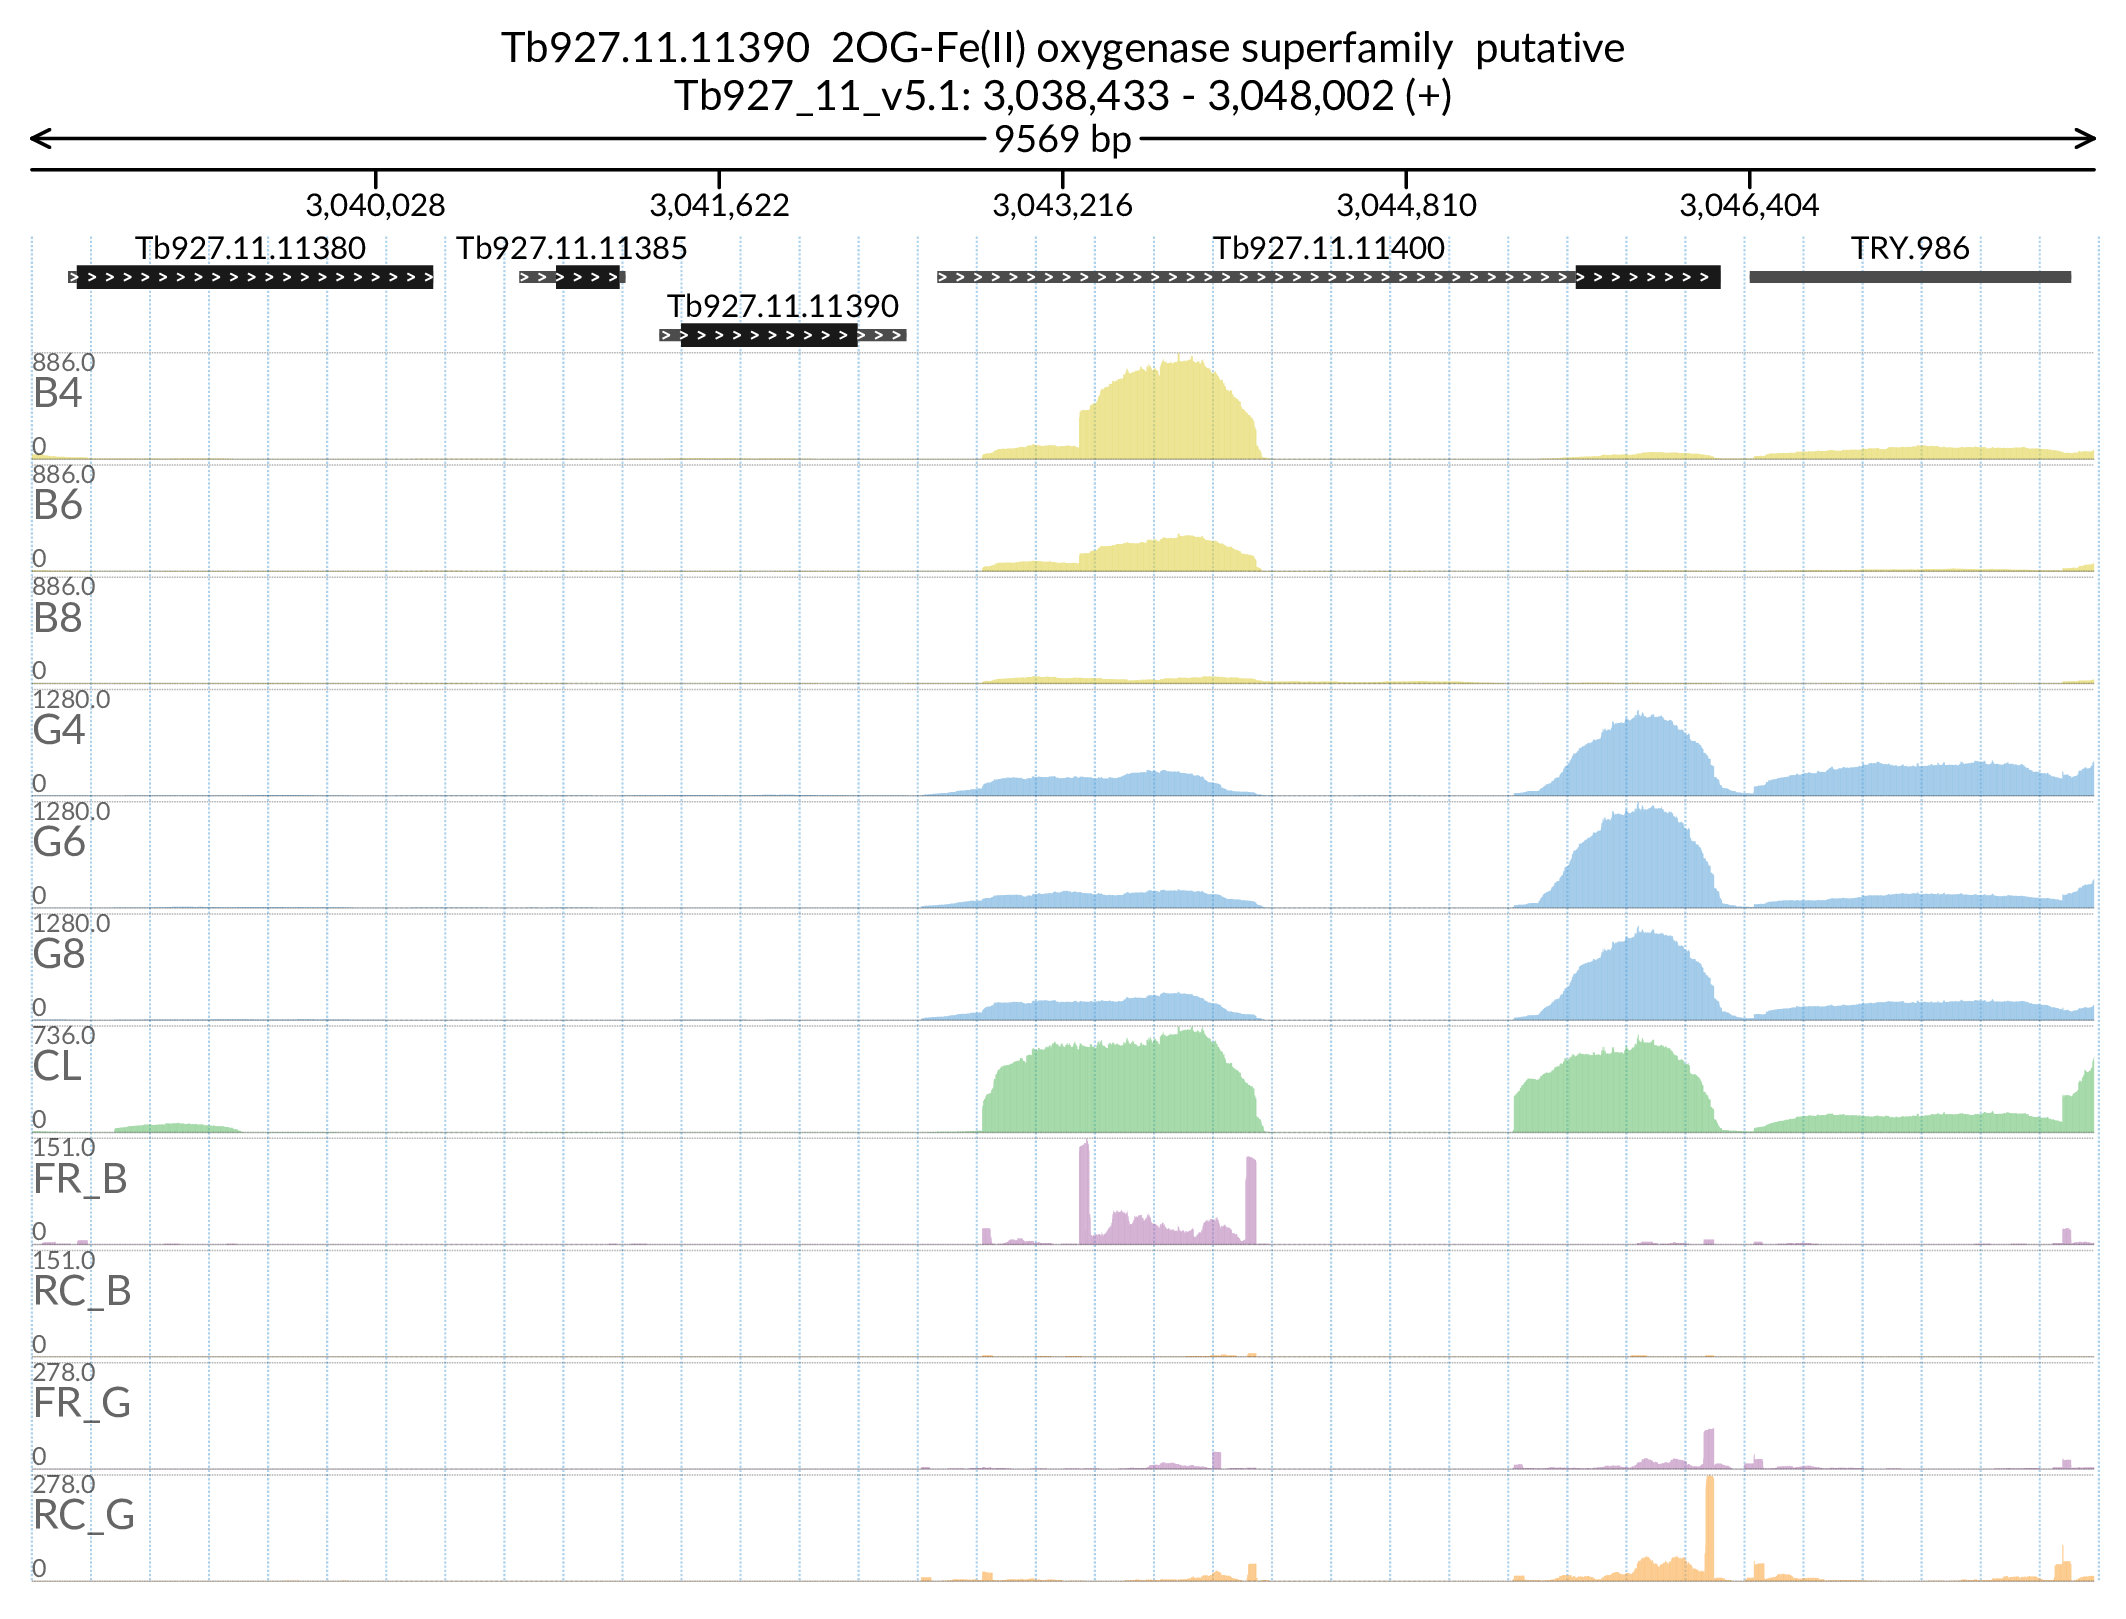 Tb927.11.11390  2OG-Fe(II) oxygenase superfamily  putative
Tb927_11_v5.1: 3,038,433 - 3,048,002 (+)
9569 bp
3,040,028 3,041,622 3,043,216 3,044,810 3,046,404
Tb927.11.11380 Tb927.11.11385 Tb927.11.11400 TRY.986
Tb927.11.11390
886.0
B4
0
886.0
B6
0
886.0
B8
0
1280.0
G4
0
1280.0
G6
0
1280.0
G8
0
736.0
CL
0
151.0
FR_B
0
151.0
RC_B
0
278.0
FR_G
0
278.0
RC_G
0